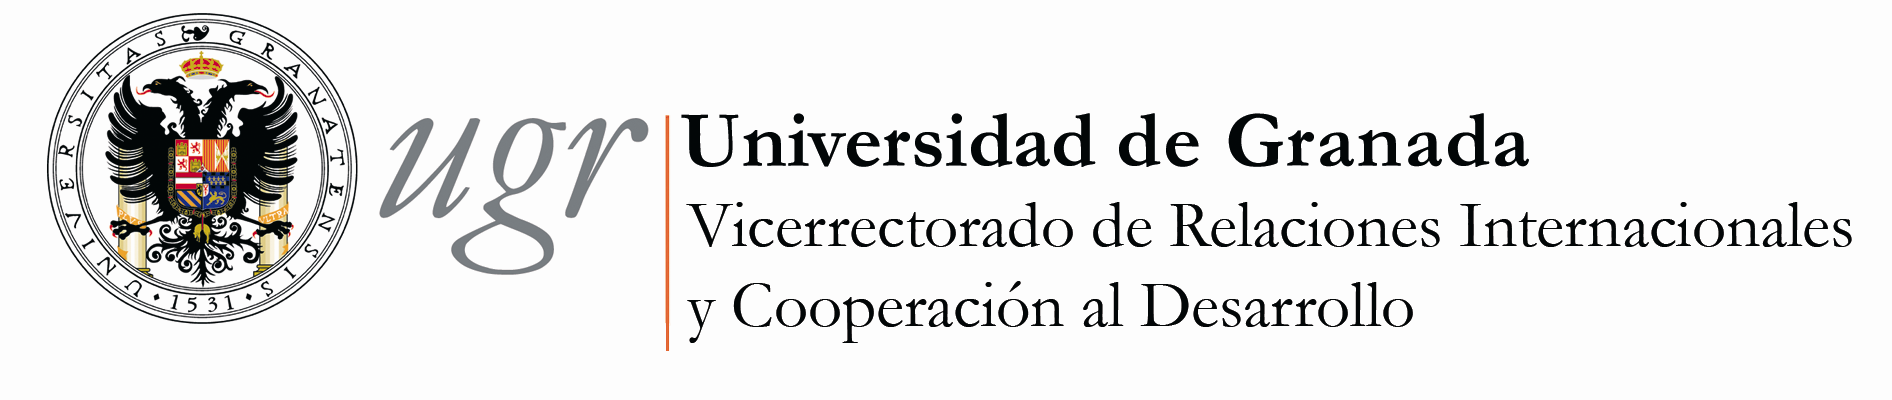 UNIVERSITAS GRANATENSIS
1531
ugr
Universidad de Granada
Vicerrectorado de Relaciones Internacionales
y Cooperación al Desarrollo